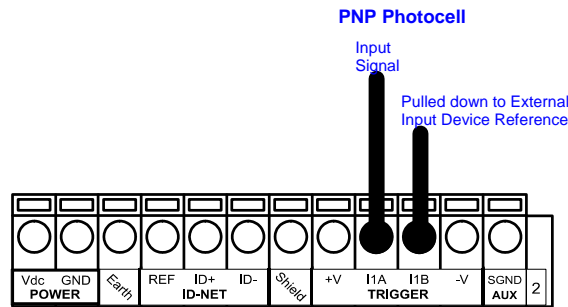 PNP Photocell
Input
Signal
Pulled down to External
Input Device Reference
Vdc GND Earth REF ID+ ID- Shield +V I1A I1B -V SGND 2
POWER ID-NET TRIGGER AUX